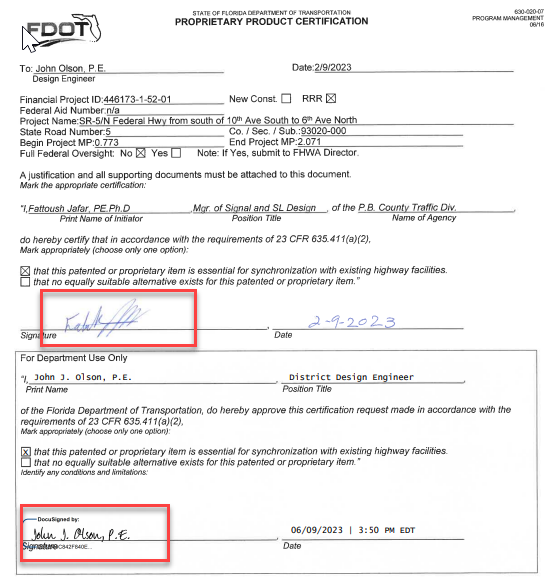 FDOT
STATE OF FLORIDA DEPARTMENT OF TRANSPORTATION
PROPRIETARY PRODUCT CERTIFICATION
630-020-07
PROGRAM MANAGEMENT
06/16
To: John Olson, P.E. Date:2/9/2023
Design Engineer
Financial Project ID:446173-1-52-01 New Const. ☐ RRR ☒
Federal Aid Number:n/a
Project Name:SR-5/N Federal Hwy from south of 10th Ave South to 6th Ave North
State Road Number:5 Co. / Sec. / Sub.:93020-000
Begin Project MP:0.773 End Project MP:2.071
Full Federal Oversight: No ☒ Yes ☐ Note: If Yes, submit to FHWA Director.
A justification and all supporting documents must be attached to this document.
Mark the appropriate certification:
"I,Fattoush Jafar, PE.Ph.D ,Mgr. of Signal and SL Design , of the P.B. County Traffic Div. ,
Print Name of Initiator Position Title Name of Agency
do hereby certify that in accordance with the requirements of 23 CFR 635.411(a)(2),
Mark appropriately (choose only one option):
☒ that this patented or proprietary item is essential for synchronization with existing highway facilities.
☐ that no equally suitable alternative exists for this patented or proprietary item."
2-9-2023
Signature , Date
For Department Use Only
"I, John J. Olson, P.E. , District Design Engineer ,
Print Name Position Title
of the Florida Department of Transportation, do hereby approve this certification request made in accordance with the
requirements of 23 CFR 635.411(a)(2),
Mark appropriately (choose only one option):
☒ that this patented or proprietary item is essential for synchronization with existing highway facilities.
☐ that no equally suitable alternative exists for this patented or proprietary item."
Identify any conditions and limitations:
DocuSigned by:
John J. Olson, P.E. , 06/09/2023 | 3:50 PM EDT
Signature Date